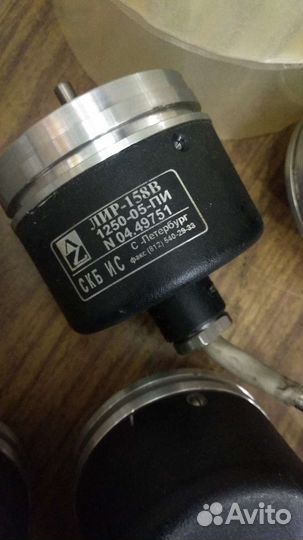 ЛИР-158В
1250-05-ПИ
N 04.49751
СКБ ИС
С.-Петербург
факс (812) 540-29-33
Avito